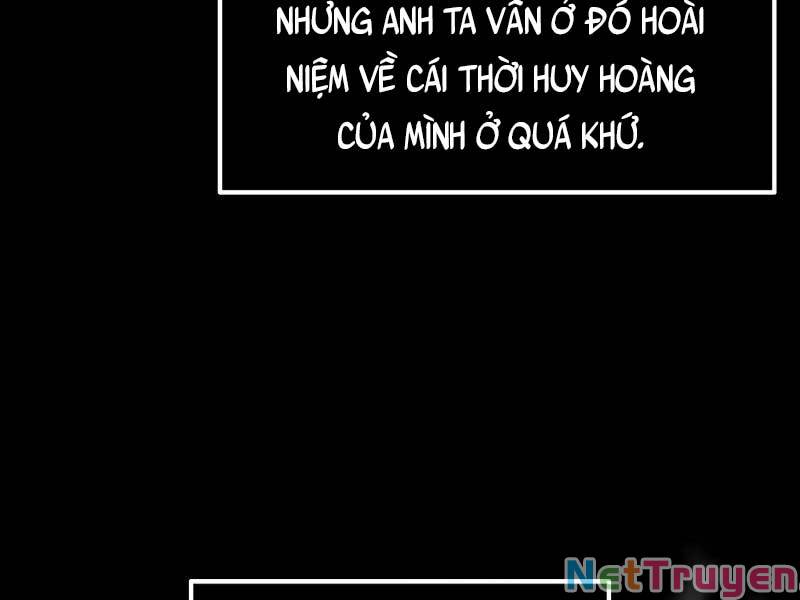 NHƯNG ANH TA VẪN Ở ĐÓ HOÀI
NIỆM VỀ CÁI THỜI HUY HOÀNG
CỦA MÌNH Ở QUÁ KHỨ.
NetTruyen